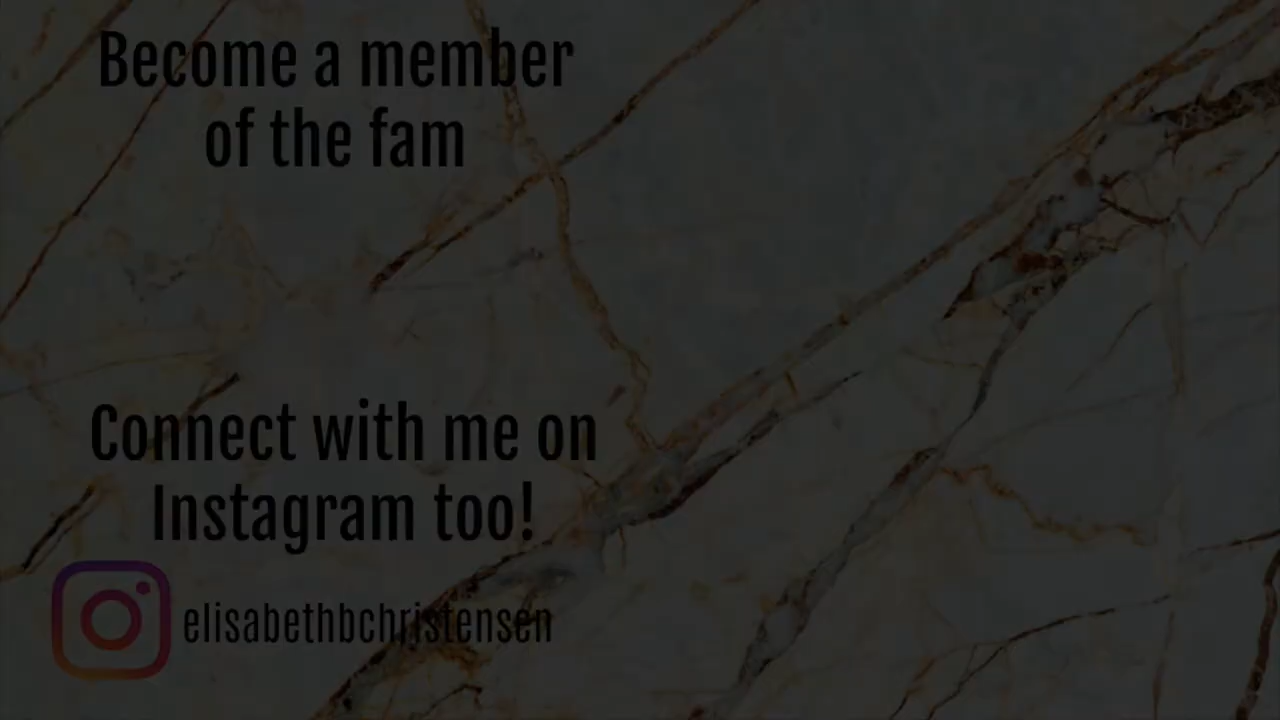 Become a member
of the fam
Connect with me on
Instagram too!
elisabethbchristensen